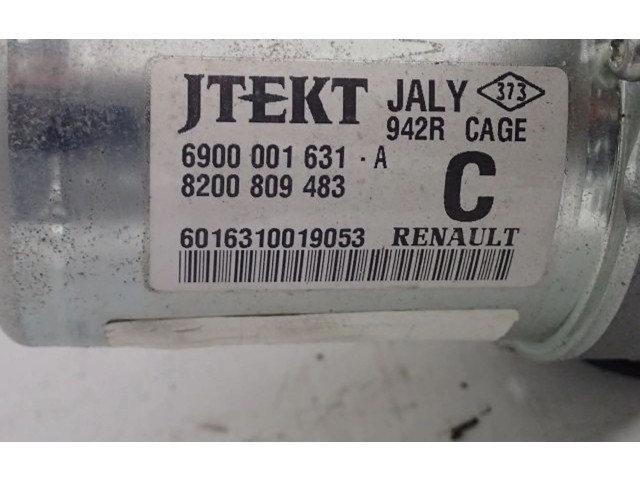 JTEKT JALY 373
942R CAGE
6900 001 631 - A
8200 809 483 C
6016310019053 RENAULT